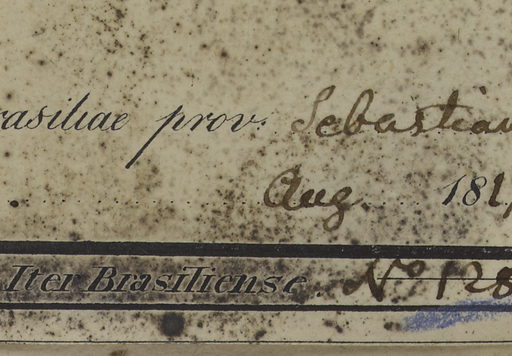 rasiliae prov. Sebastian
Aug. 181
Iter Brasiliense. No 128